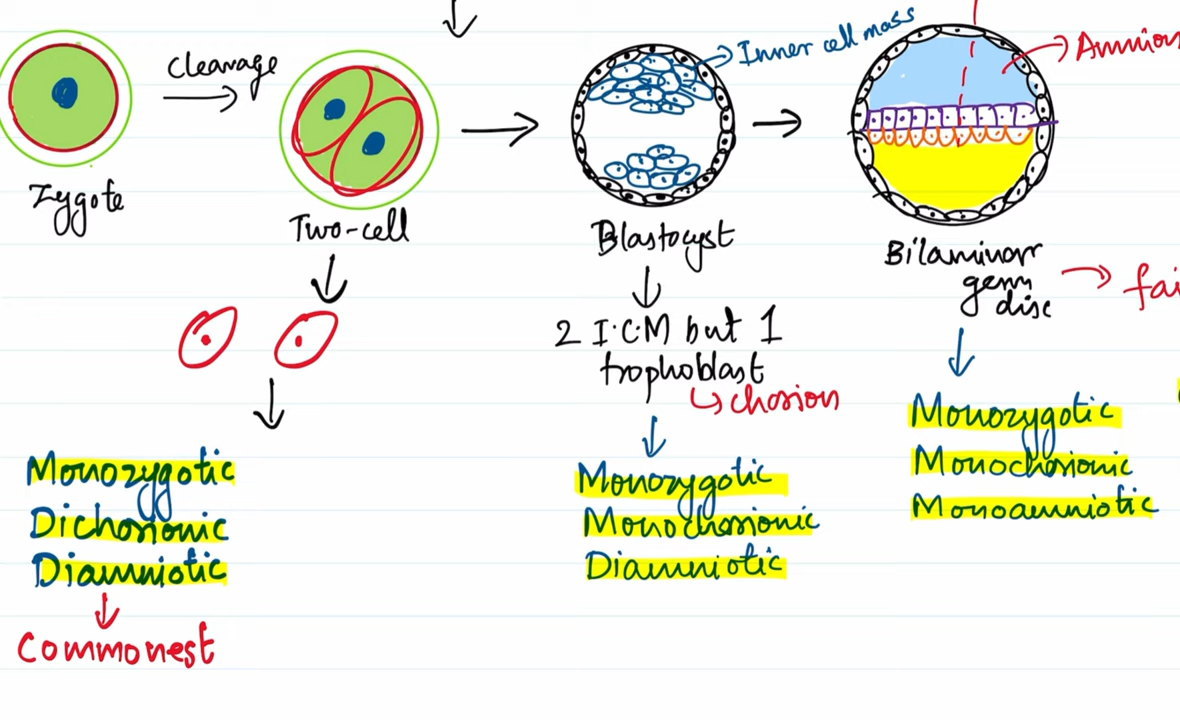 Cleavage
Inner cell mass
Zygote
Two-cell
Blastocyst
Bilaminar
germ
disc
2 I.C.M but 1
trophoblast
chorion
Monozygotic
Dichorionic
Diamniotic
Commonest
Monozygotic
Monochorionic
Diamniotic
Monozygotic
Monochorionic
Monoamniotic